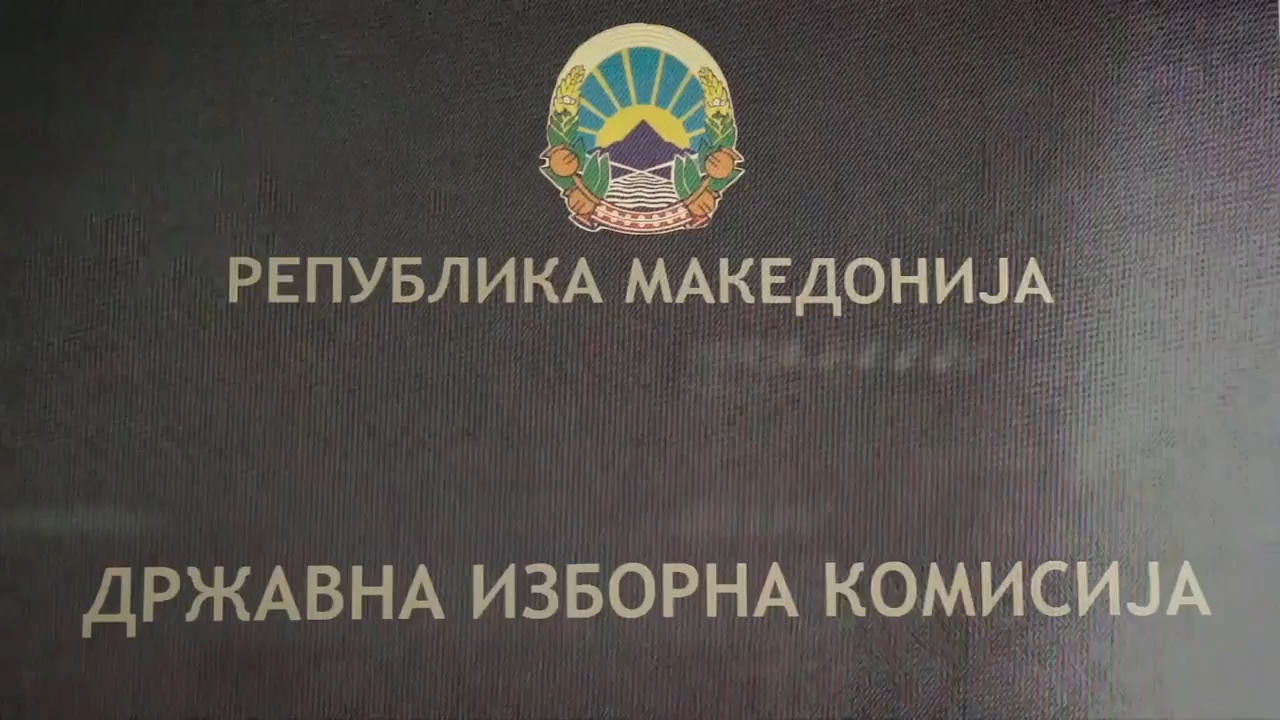 РЕПУБЛИКА МАКЕДОНИЈА
ДРЖАВНА ИЗБОРНА КОМИСИЈА